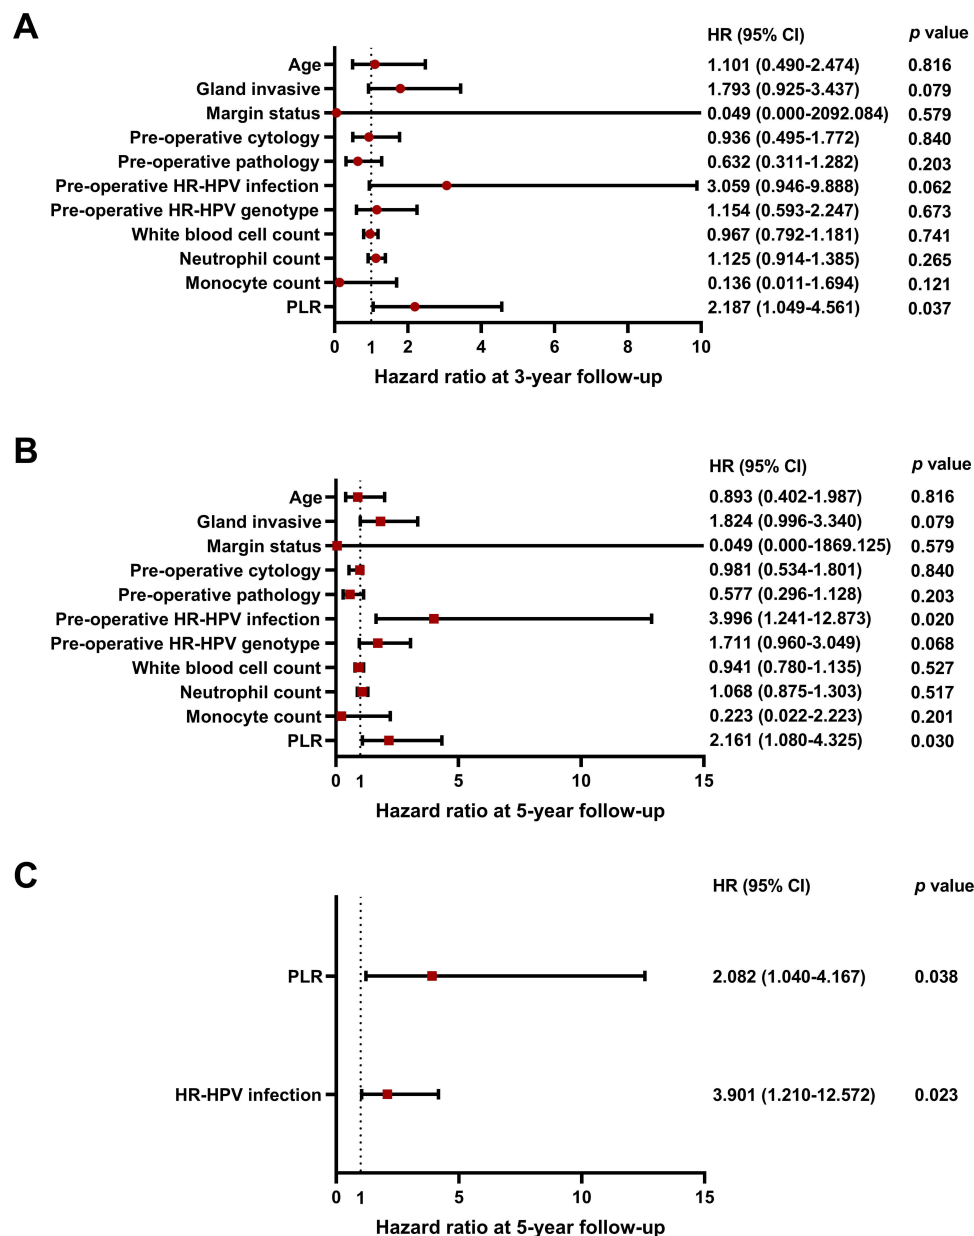 A
HR (95% CI) p value
Age 1.101 (0.490-2.474) 0.816
Gland invasive 1.793 (0.925-3.437) 0.079
Margin status 0.049 (0.000-2092.084) 0.579
Pre-operative cytology 0.936 (0.495-1.772) 0.840
Pre-operative pathology 0.632 (0.311-1.282) 0.203
Pre-operative HR-HPV infection 3.059 (0.946-9.888) 0.062
Pre-operative HR-HPV genotype 1.154 (0.593-2.247) 0.673
White blood cell count 0.967 (0.792-1.181) 0.741
Neutrophil count 1.125 (0.914-1.385) 0.265
Monocyte count 0.136 (0.011-1.694) 0.121
PLR 2.187 (1.049-4.561) 0.037
0 1 2 4 6 8 10
Hazard ratio at 3-year follow-up
B
HR (95% CI) p value
Age 0.893 (0.402-1.987) 0.816
Gland invasive 1.824 (0.996-3.340) 0.079
Margin status 0.049 (0.000-1869.125) 0.579
Pre-operative cytology 0.981 (0.534-1.801) 0.840
Pre-operative pathology 0.577 (0.296-1.128) 0.203
Pre-operative HR-HPV infection 3.996 (1.241-12.873) 0.020
Pre-operative HR-HPV genotype 1.711 (0.960-3.049) 0.068
White blood cell count 0.941 (0.780-1.135) 0.527
Neutrophil count 1.068 (0.875-1.303) 0.517
Monocyte count 0.223 (0.022-2.223) 0.201
PLR 2.161 (1.080-4.325) 0.030
0 1 5 10 15
Hazard ratio at 5-year follow-up
C
HR (95% CI) p value
PLR 2.082 (1.040-4.167) 0.038
HR-HPV infection 3.901 (1.210-12.572) 0.023
0 1 5 10 15
Hazard ratio at 5-year follow-up